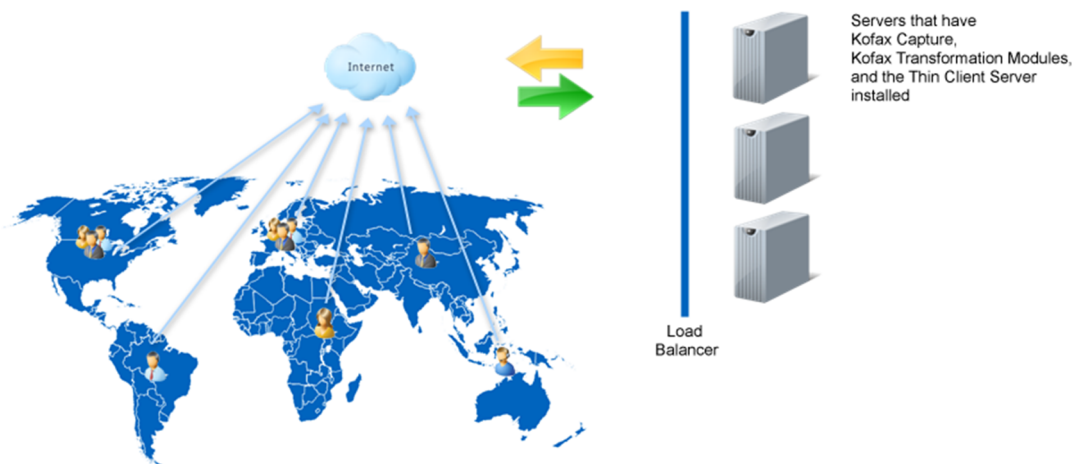 Internet
Servers that have
Kofax Capture,
Kofax Transformation Modules,
and the Thin Client Server
installed
Load
Balancer